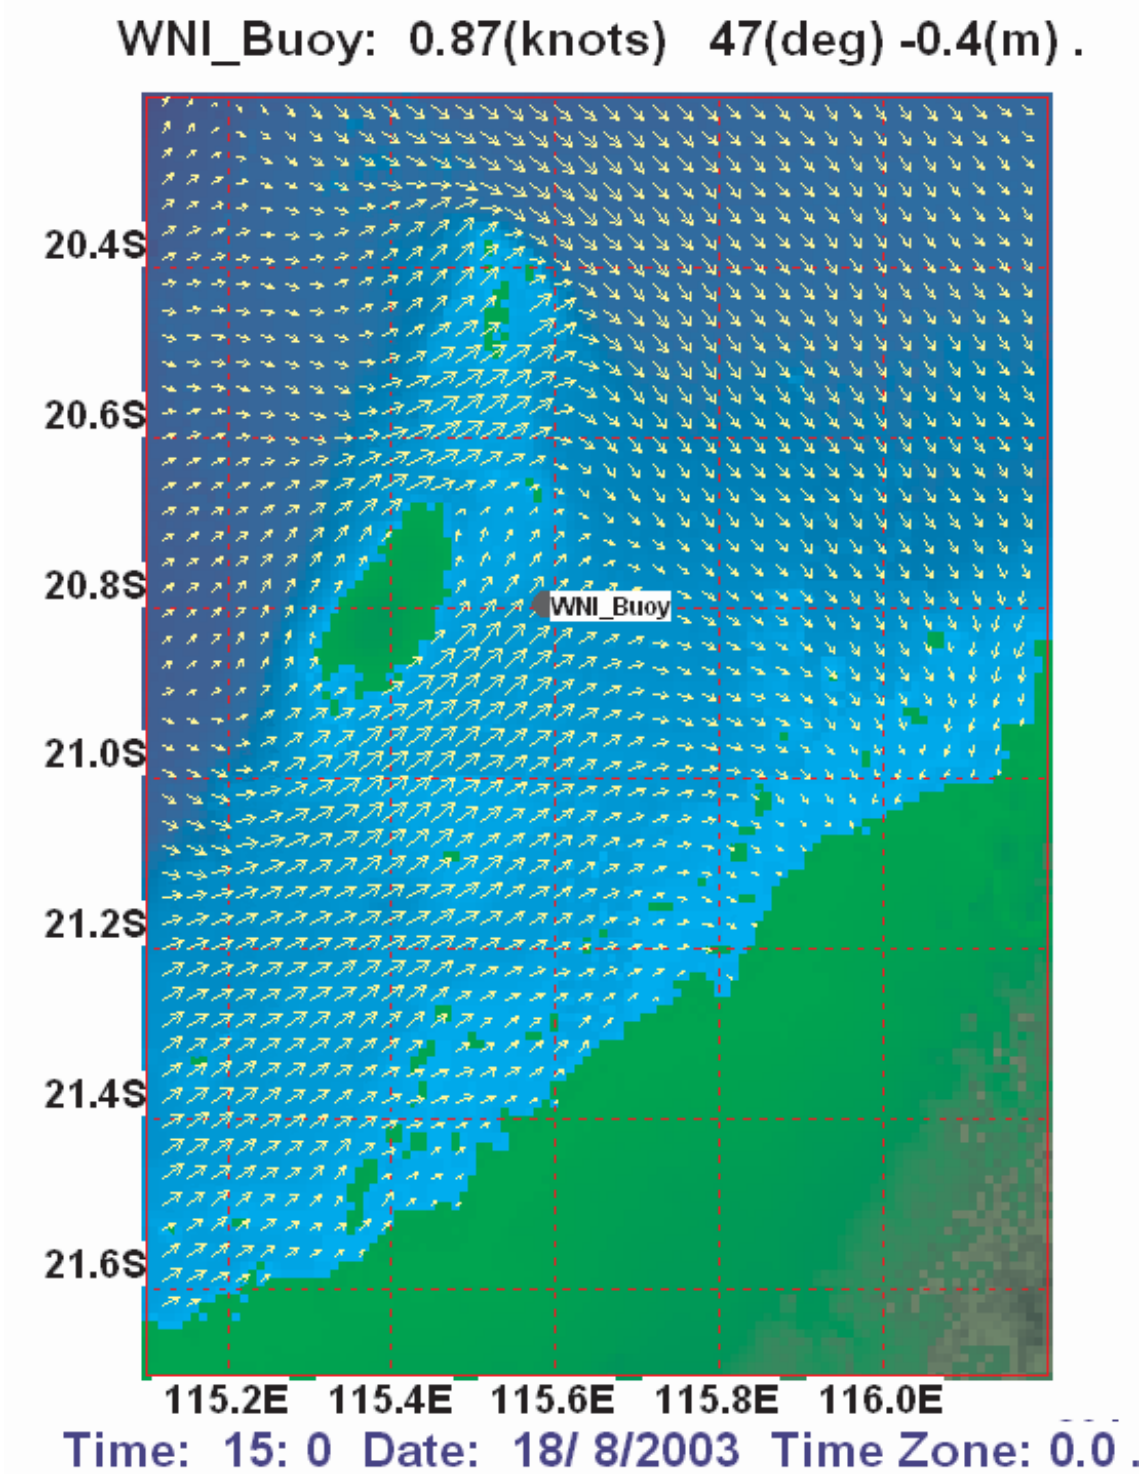 WNI_Buoy: 0.87(knots) 47(deg) -0.4(m) .
20.4S
20.6S
20.8S
WNI_Buoy
21.0S
21.2S
21.4S
21.6S
115.2E 115.4E 115.6E 115.8E 116.0E
Time: 15: 0 Date: 18/ 8/2003 Time Zone: 0.0 .